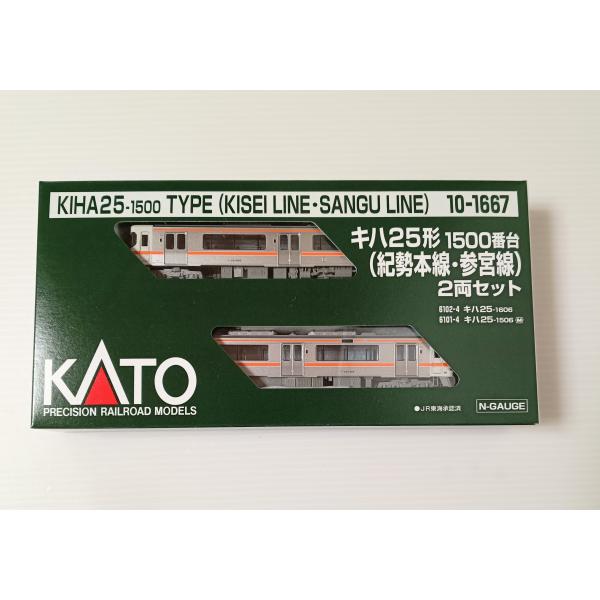 KIHA25-1500 TYPE (KISEI LINE・SANGU LINE) 10-1667
キハ25形 1500番台
(紀勢本線・参宮線)
2両セット
6102-4 キハ25-1606
6101-4 キハ25-1506 M
KATO
PRECISION RAILROAD MODELS
●JR東海承認済
N-GAUGE